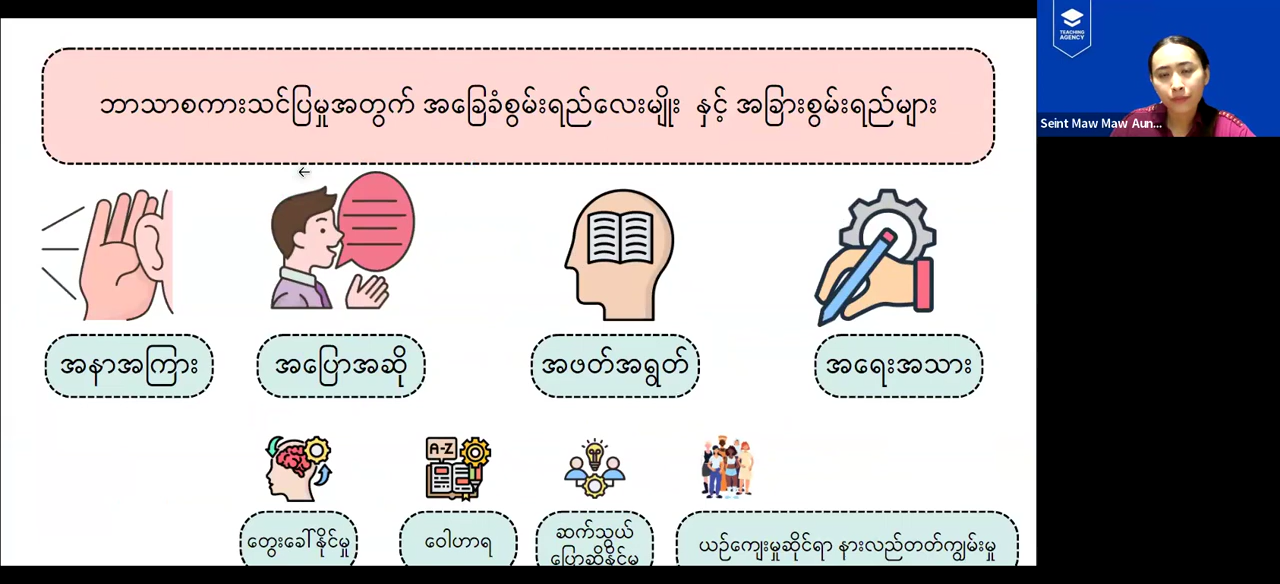 ဘာသာစကားသင်ပြမှုအတွက် အခြေခံစွမ်းရည်လေးမျိုး နှင့် အခြားစွမ်းရည်များ
အနာအကြား
အပြောအဆို
အဖတ်အရွတ်
အရေးအသား
A-Z
တွေးခေါ်နိုင်မှု
ဝေါဟာရ
ဆက်သွယ်
ပြောဆိုနိုင်မှု
ယဉ်ကျေးမှုဆိုင်ရာ နားလည်တတ်ကျွမ်းမှု
TEACHING
AGENCY
Seint Maw Maw Aun...